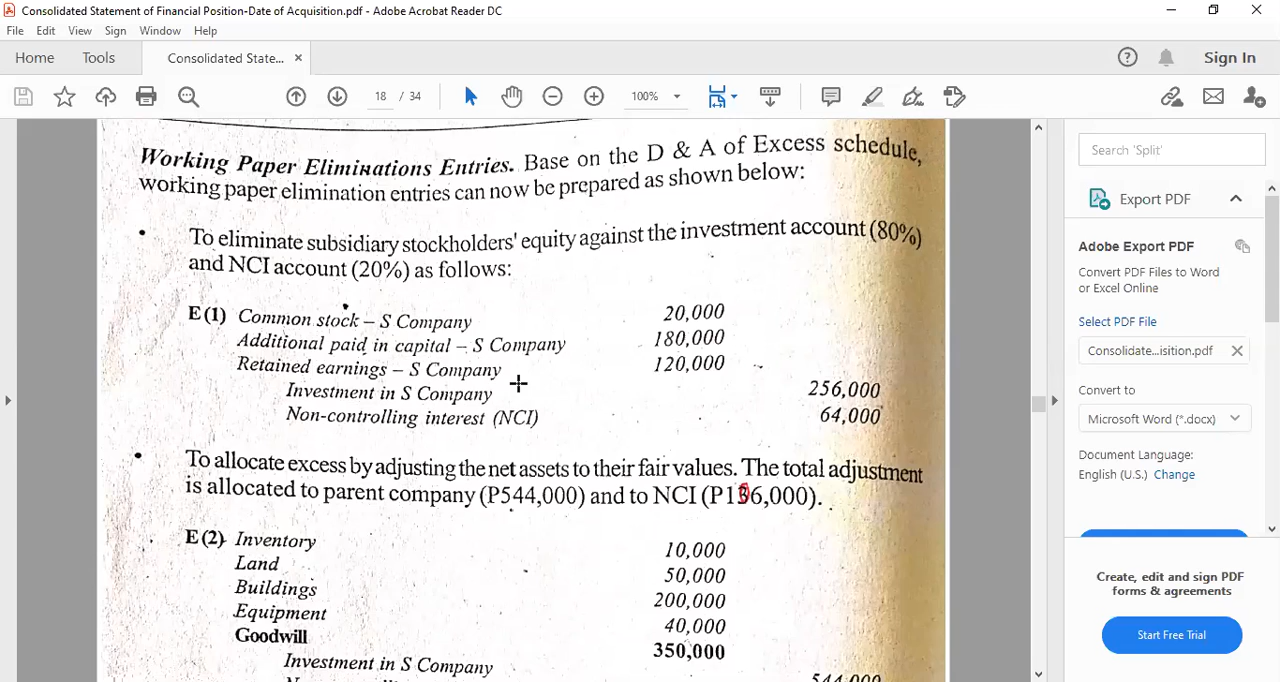 Consolidated Statement of Financial Position-Date of Acquisition.pdf - Adobe Acrobat Reader DC
File Edit View Sign Window Help
Home Tools Consolidated State... × Sign In
18 / 34 100%
Working Paper Eliminations Entries. Base on the D & A of Excess schedule,
working paper elimination entries can now be prepared as shown below:
• To eliminate subsidiary stockholders' equity against the investment account (80%)
and NCI account (20%) as follows:
E(1) Common stock – S Company 20,000
Additional paid in capital – S Company 180,000
Retained earnings – S Company 120,000
Investment in S Company 256,000
Non-controlling interest (NCI) 64,000
• To allocate excess by adjusting the net assets to their fair values. The total adjustment
is allocated to parent company (P544,000) and to NCI (
E(2) Inventory 10,000
Land 50,000
Buildings 200,000
Equipment 40,000
Goodwill 350,000
Investment in S Company 544,000
Search 'Split'
Export PDF
Adobe Export PDF
Convert PDF Files to Word
or Excel Online
Select PDF File
Consolidate...isition.pdf
Convert to
Microsoft Word (*.docx)
Document Language:
English (U.S.) Change
Create, edit and sign PDF
forms & agreements
Start Free Trial